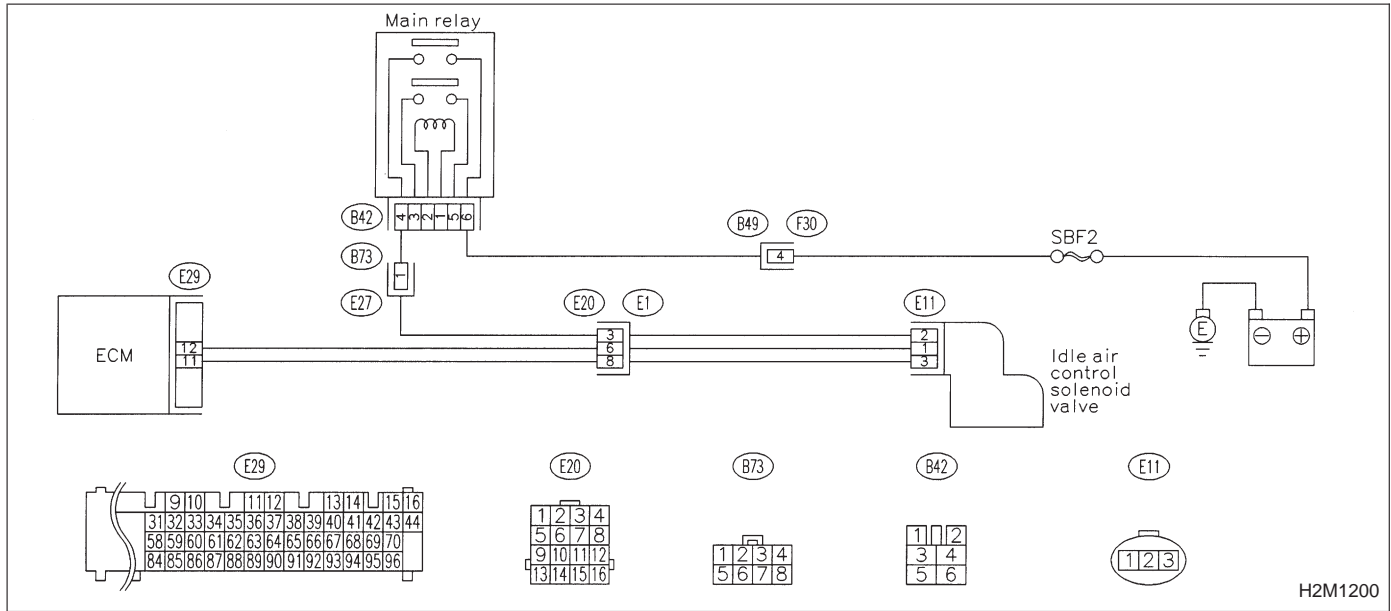 Main relay
B42
4 3 2 1 5 6
B73
1
E27
B49 F30
4
SBF2
E29
ECM
12
11
E20 E1
3
6
8
E11
2
1
3
Idle air
control
solenoid
valve
E
⊖ ⊕
E29
9 10 11 12 13 14 15 16
31 32 33 34 35 36 37 38 39 40 41 42 43 44
58 59 60 61 62 63 64 65 66 67 68 69 70
84 85 86 87 88 89 90 91 92 93 94 95 96
E20
1 2 3 4
5 6 7 8
9 10 11 12
13 14 15 16
B73
1 2 3 4
5 6 7 8
B42
1 2
3 4
5 6
E11
1 2 3
H2M1200